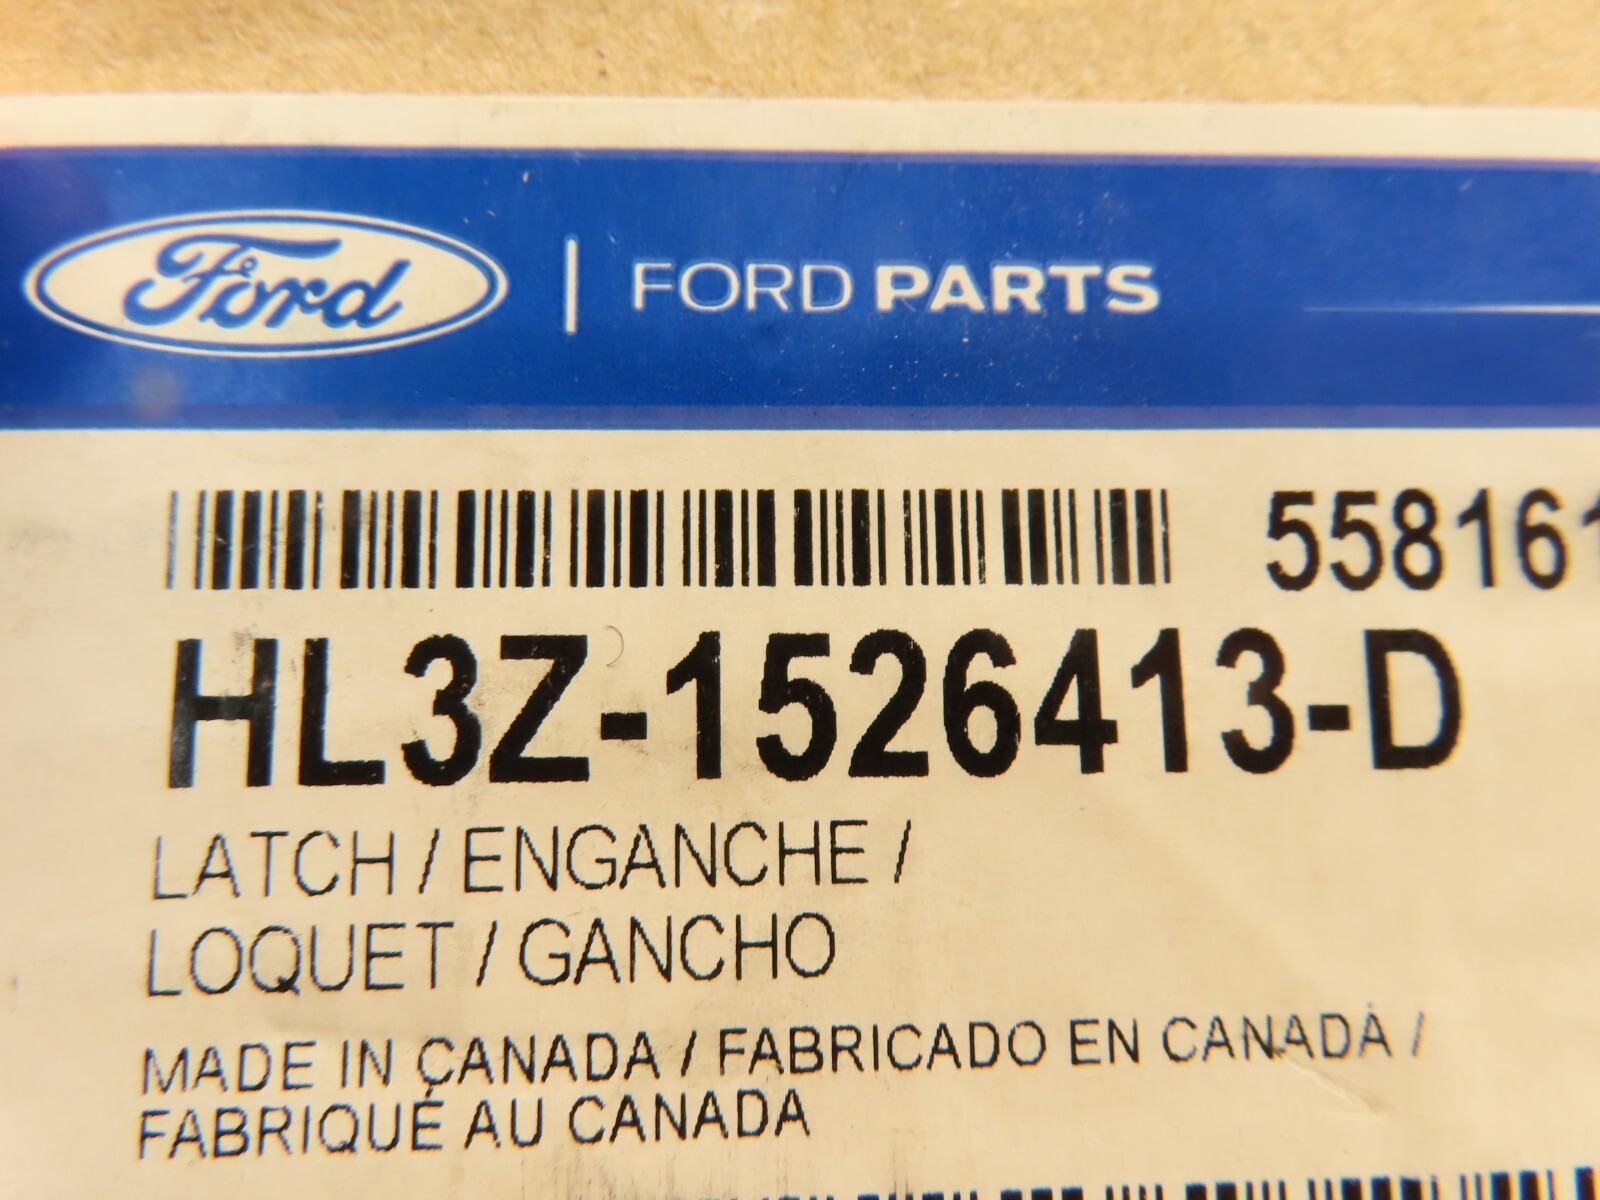 Ford | FORD PARTS
558161
HL3Z-1526413-D
LATCH / ENGANCHE /
LOQUET / GANCHO
MADE IN CANADA / FABRICADO EN CANADA /
FABRIQUÉ AU CANADA